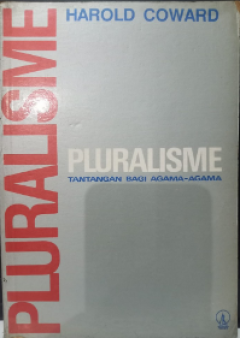 HAROLD COWARD
PLURALISME
PLURALISME
TANTANGAN BAGI AGAMA-AGAMA